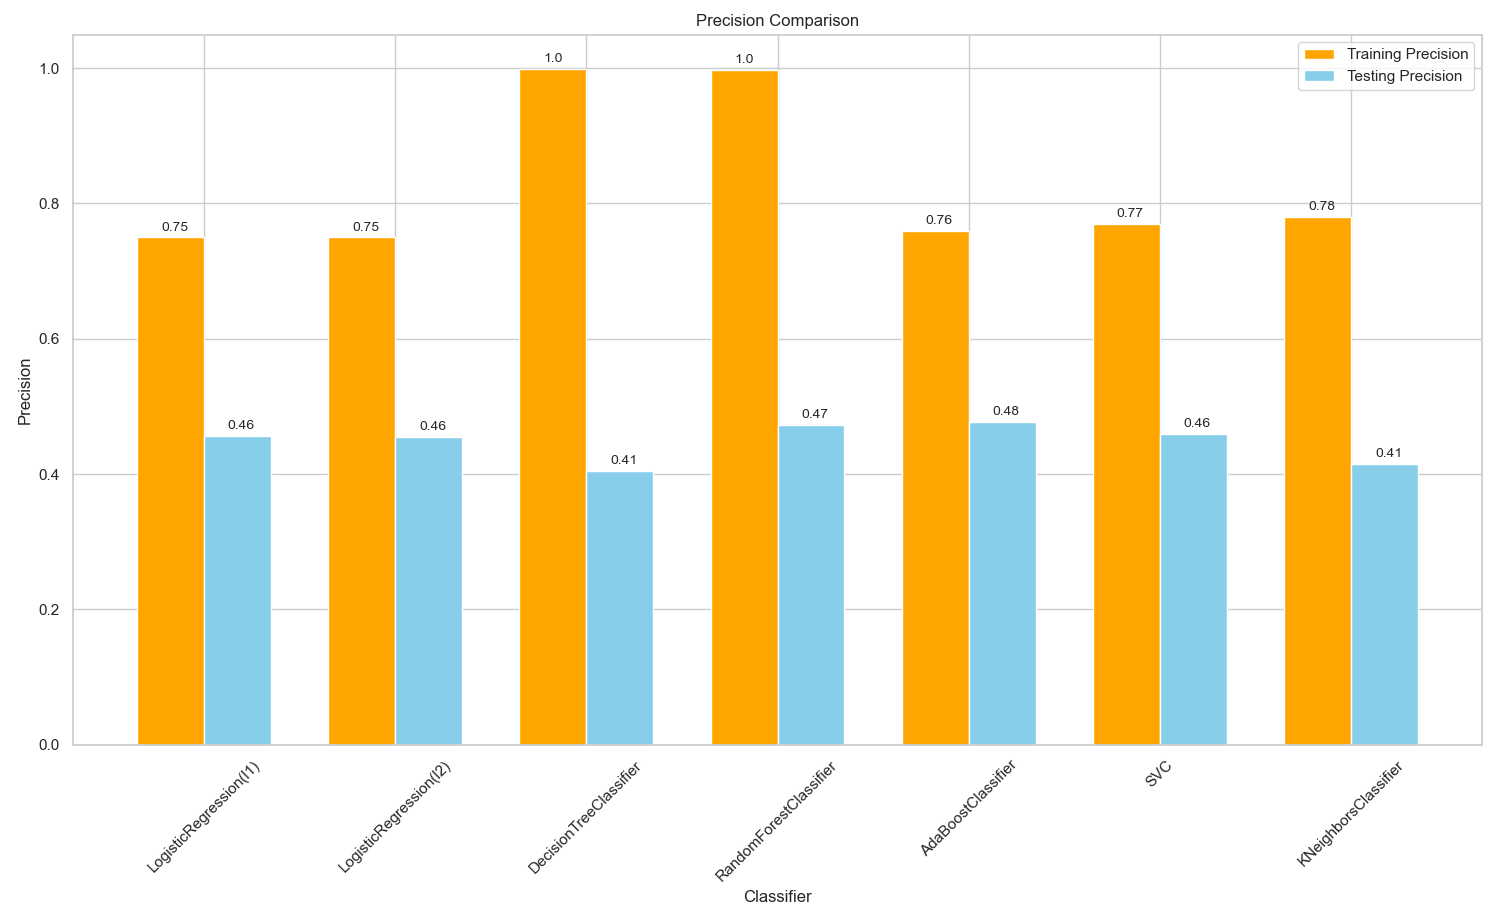 Precision Comparison
Training Precision
Testing Precision
Precision
1.0
0.8
0.6
0.4
0.2
0.0
0.75
0.46
0.75
0.46
1.0
0.41
1.0
0.47
0.76
0.48
0.77
0.46
0.78
0.41
LogisticRegression(l1)
LogisticRegression(l2)
DecisionTreeClassifier
RandomForestClassifier
AdaBoostClassifier
SVC
KNeighborsClassifier
Classifier